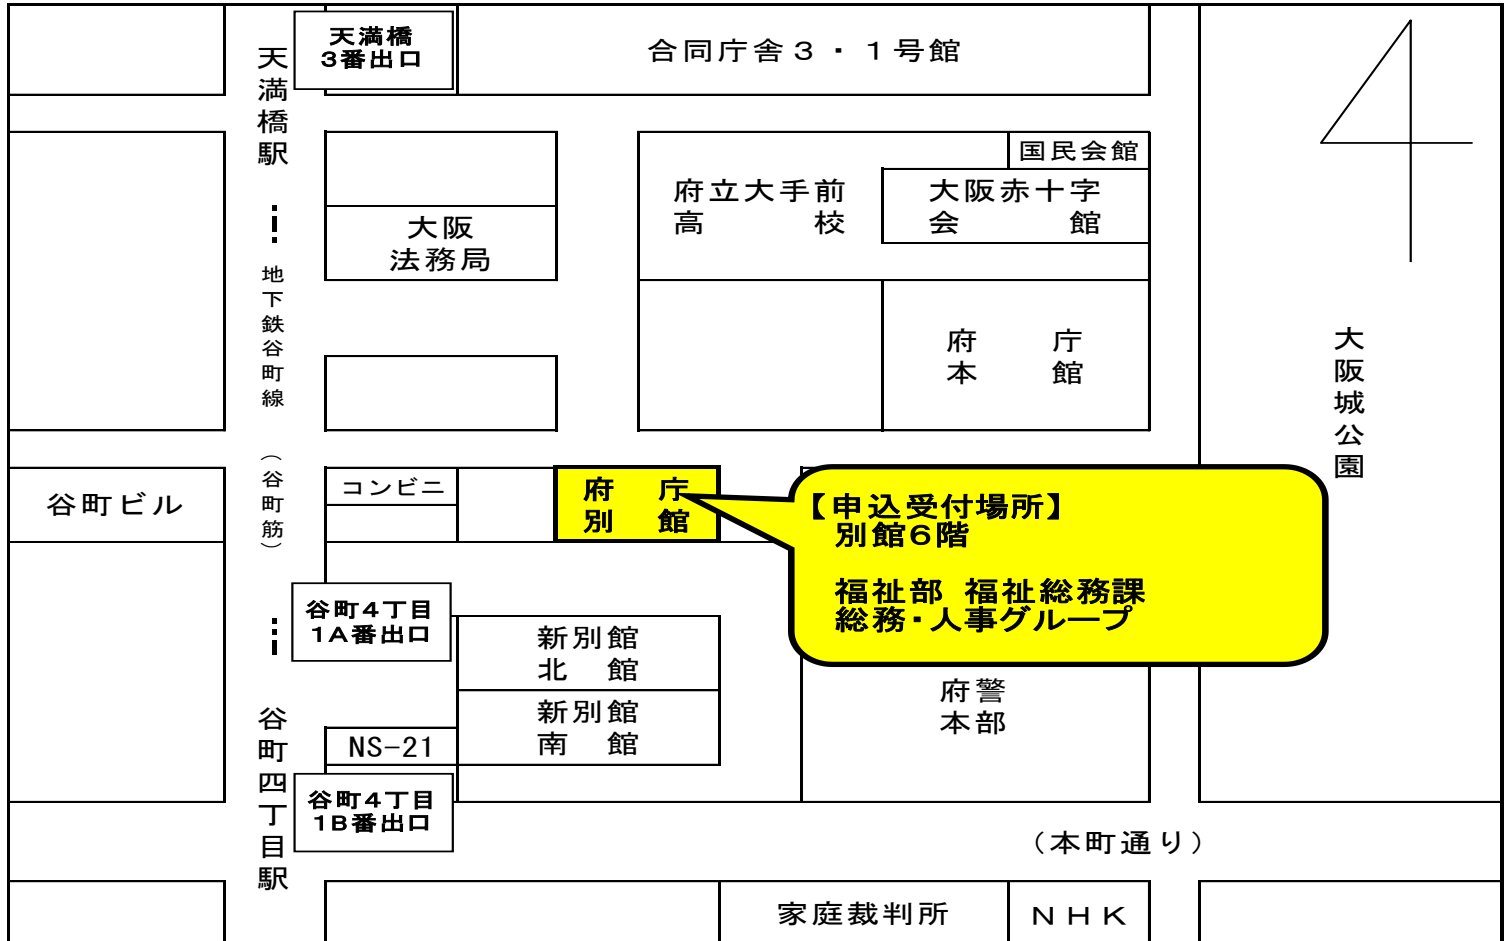 天満橋
3番出口
合同庁舎３・１号館
天満橋駅
国民会館
府立大手前
高校
大阪赤十字
会館
大阪
法務局
地下鉄谷町線
府庁
本館
大阪城公園
（谷町筋）
谷町ビル
コンビニ
府庁
別館
【申込受付場所】
別館6階
福祉部 福祉総務課
総務・人事グループ
谷町4丁目
1A番出口
新別館
北館
府警
本部
新別館
南館
NS-21
谷町四丁目駅
谷町4丁目
1B番出口
（本町通り）
家庭裁判所
ＮＨＫ